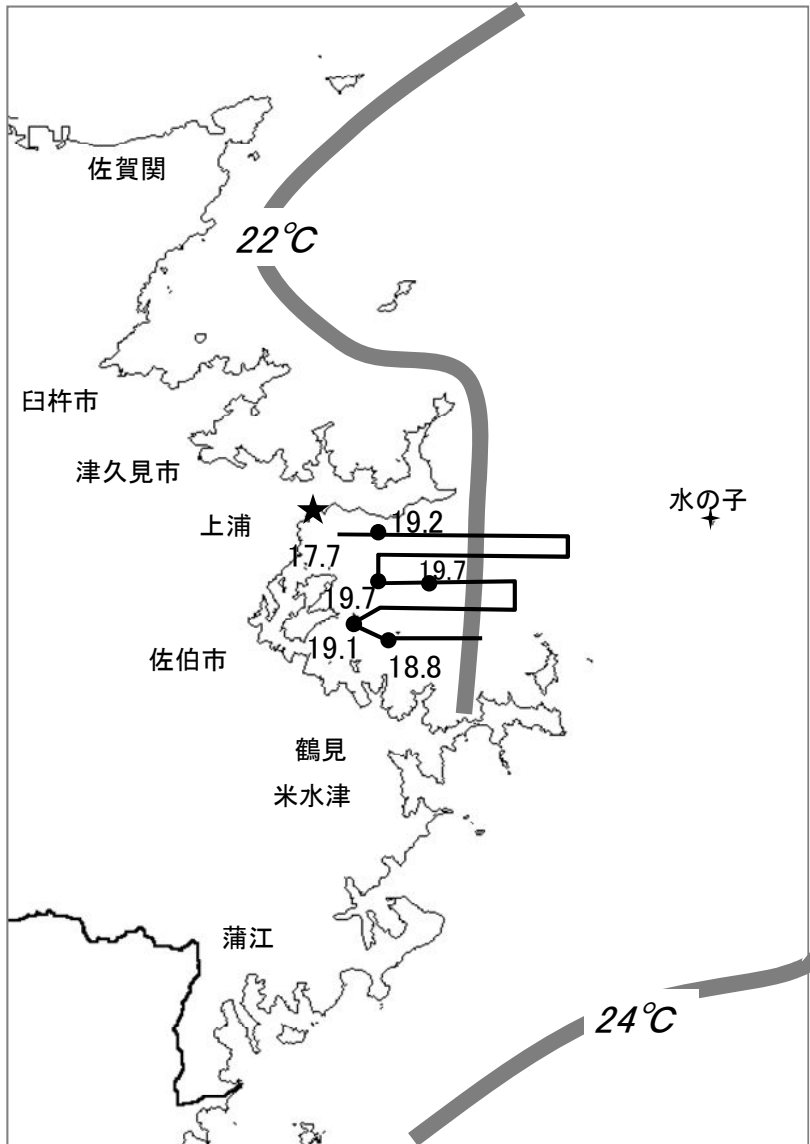 佐賀関
22℃
臼杵市
津久見市
水の子
上浦
19.2
17.7
19.7
19.7
19.1
佐伯市
18.8
鶴見
米水津
蒲江
24℃